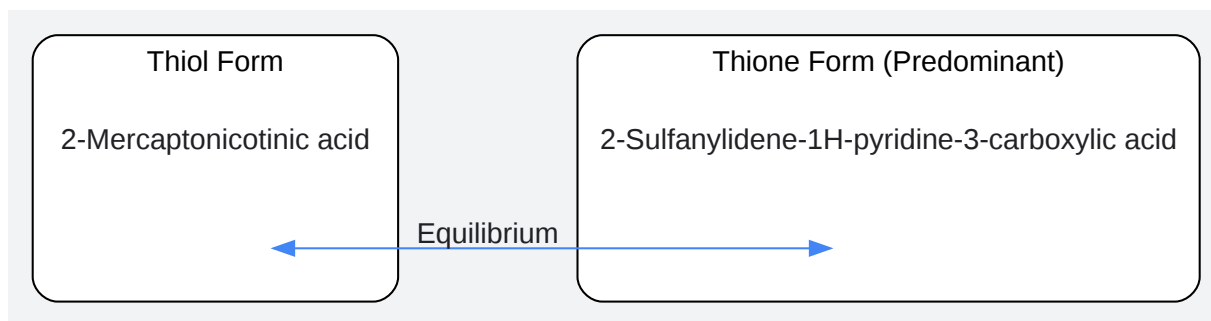 Thiol Form
2-Mercaptonicotinic acid
Thione Form (Predominant)
2-Sulfanylidene-1H-pyridine-3-carboxylic acid
Equilibrium